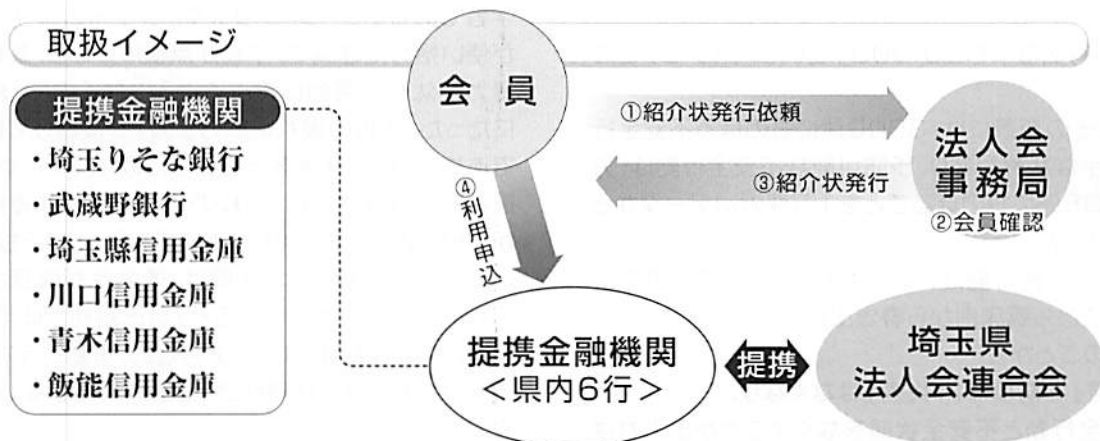 取扱イメージ
提携金融機関
・埼玉りそな銀行
・武蔵野銀行
・埼玉縣信用金庫
・川口信用金庫
・青木信用金庫
・飯能信用金庫
会員
①紹介状発行依頼
③紹介状発行
法人会
事務局
②会員確認
④利用申込
提携金融機関
＜県内6行＞
提携
埼玉県
法人会連合会